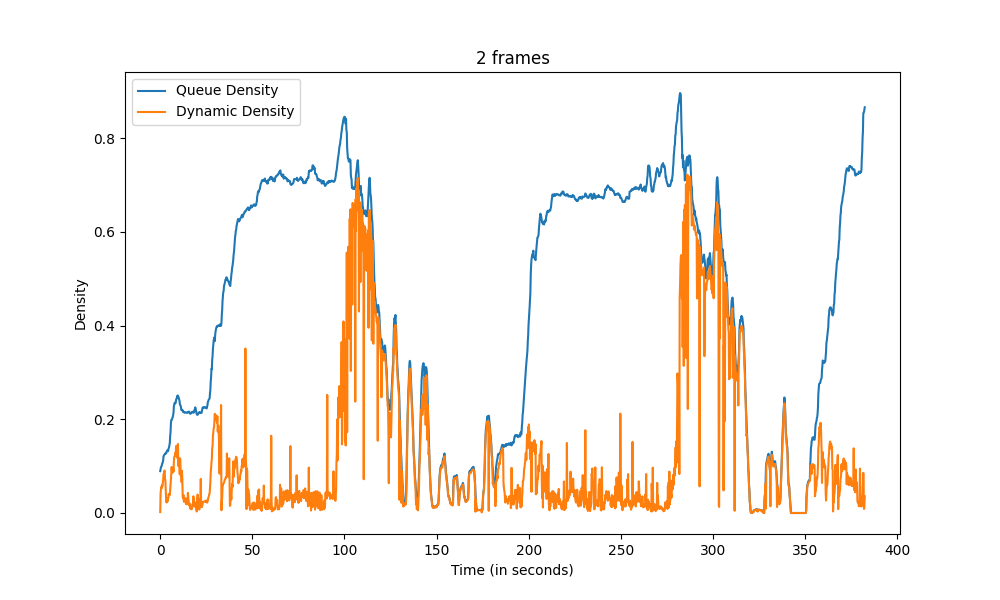 2 frames
Queue Density
Dynamic Density
Density
0.8
0.6
0.4
0.2
0.0
0 50 100 150 200 250 300 350 400
Time (in seconds)